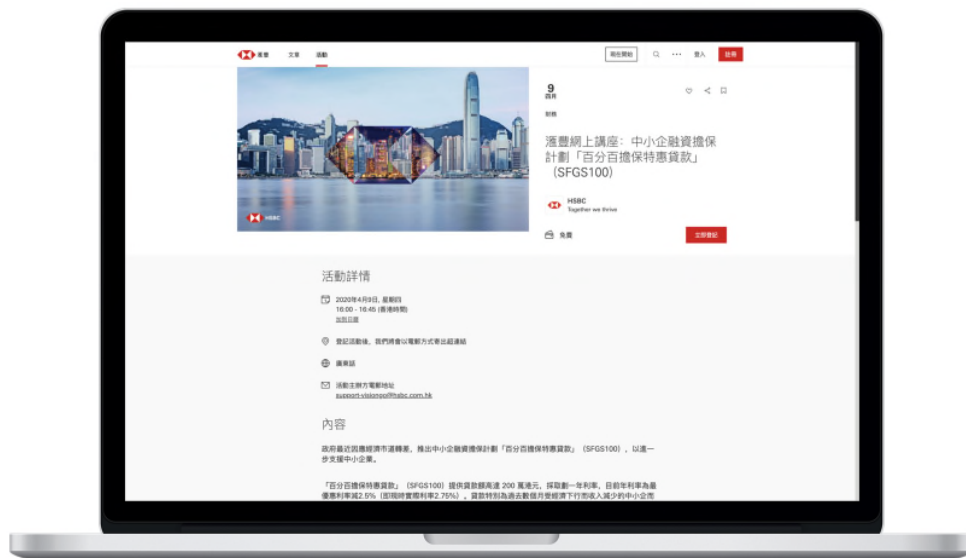 滙豐
文章
活動
現在開始
登入
註冊
9
四月
財務
滙豐網上講座：中小企融資擔保
計劃「百分百擔保特惠貸款」
（SFGS100）
HSBC
Together we thrive
免費
立即登記
HSBC
活動詳情
2020年4月9日, 星期四
16:00 - 16:45 (香港時間)
加到日曆
登記活動後，我們將會以電郵方式寄出超連結
廣東話
活動主辦方電郵地址
support-visiongo@hsbc.com.hk
內容
政府最近因應經濟市道轉差，推出中小企融資擔保計劃「百分百擔保特惠貸款」（SFGS100），以進一
步支援中小企業。
「百分百擔保特惠貸款」（SFGS100）提供貸款額高達 200 萬港元，採取劃一年利率，目前年利率為最
優惠利率減2.5%（即現時實際利率2.75%）。貸款特別為過去數個月受經濟下行而收入減少的中小企而